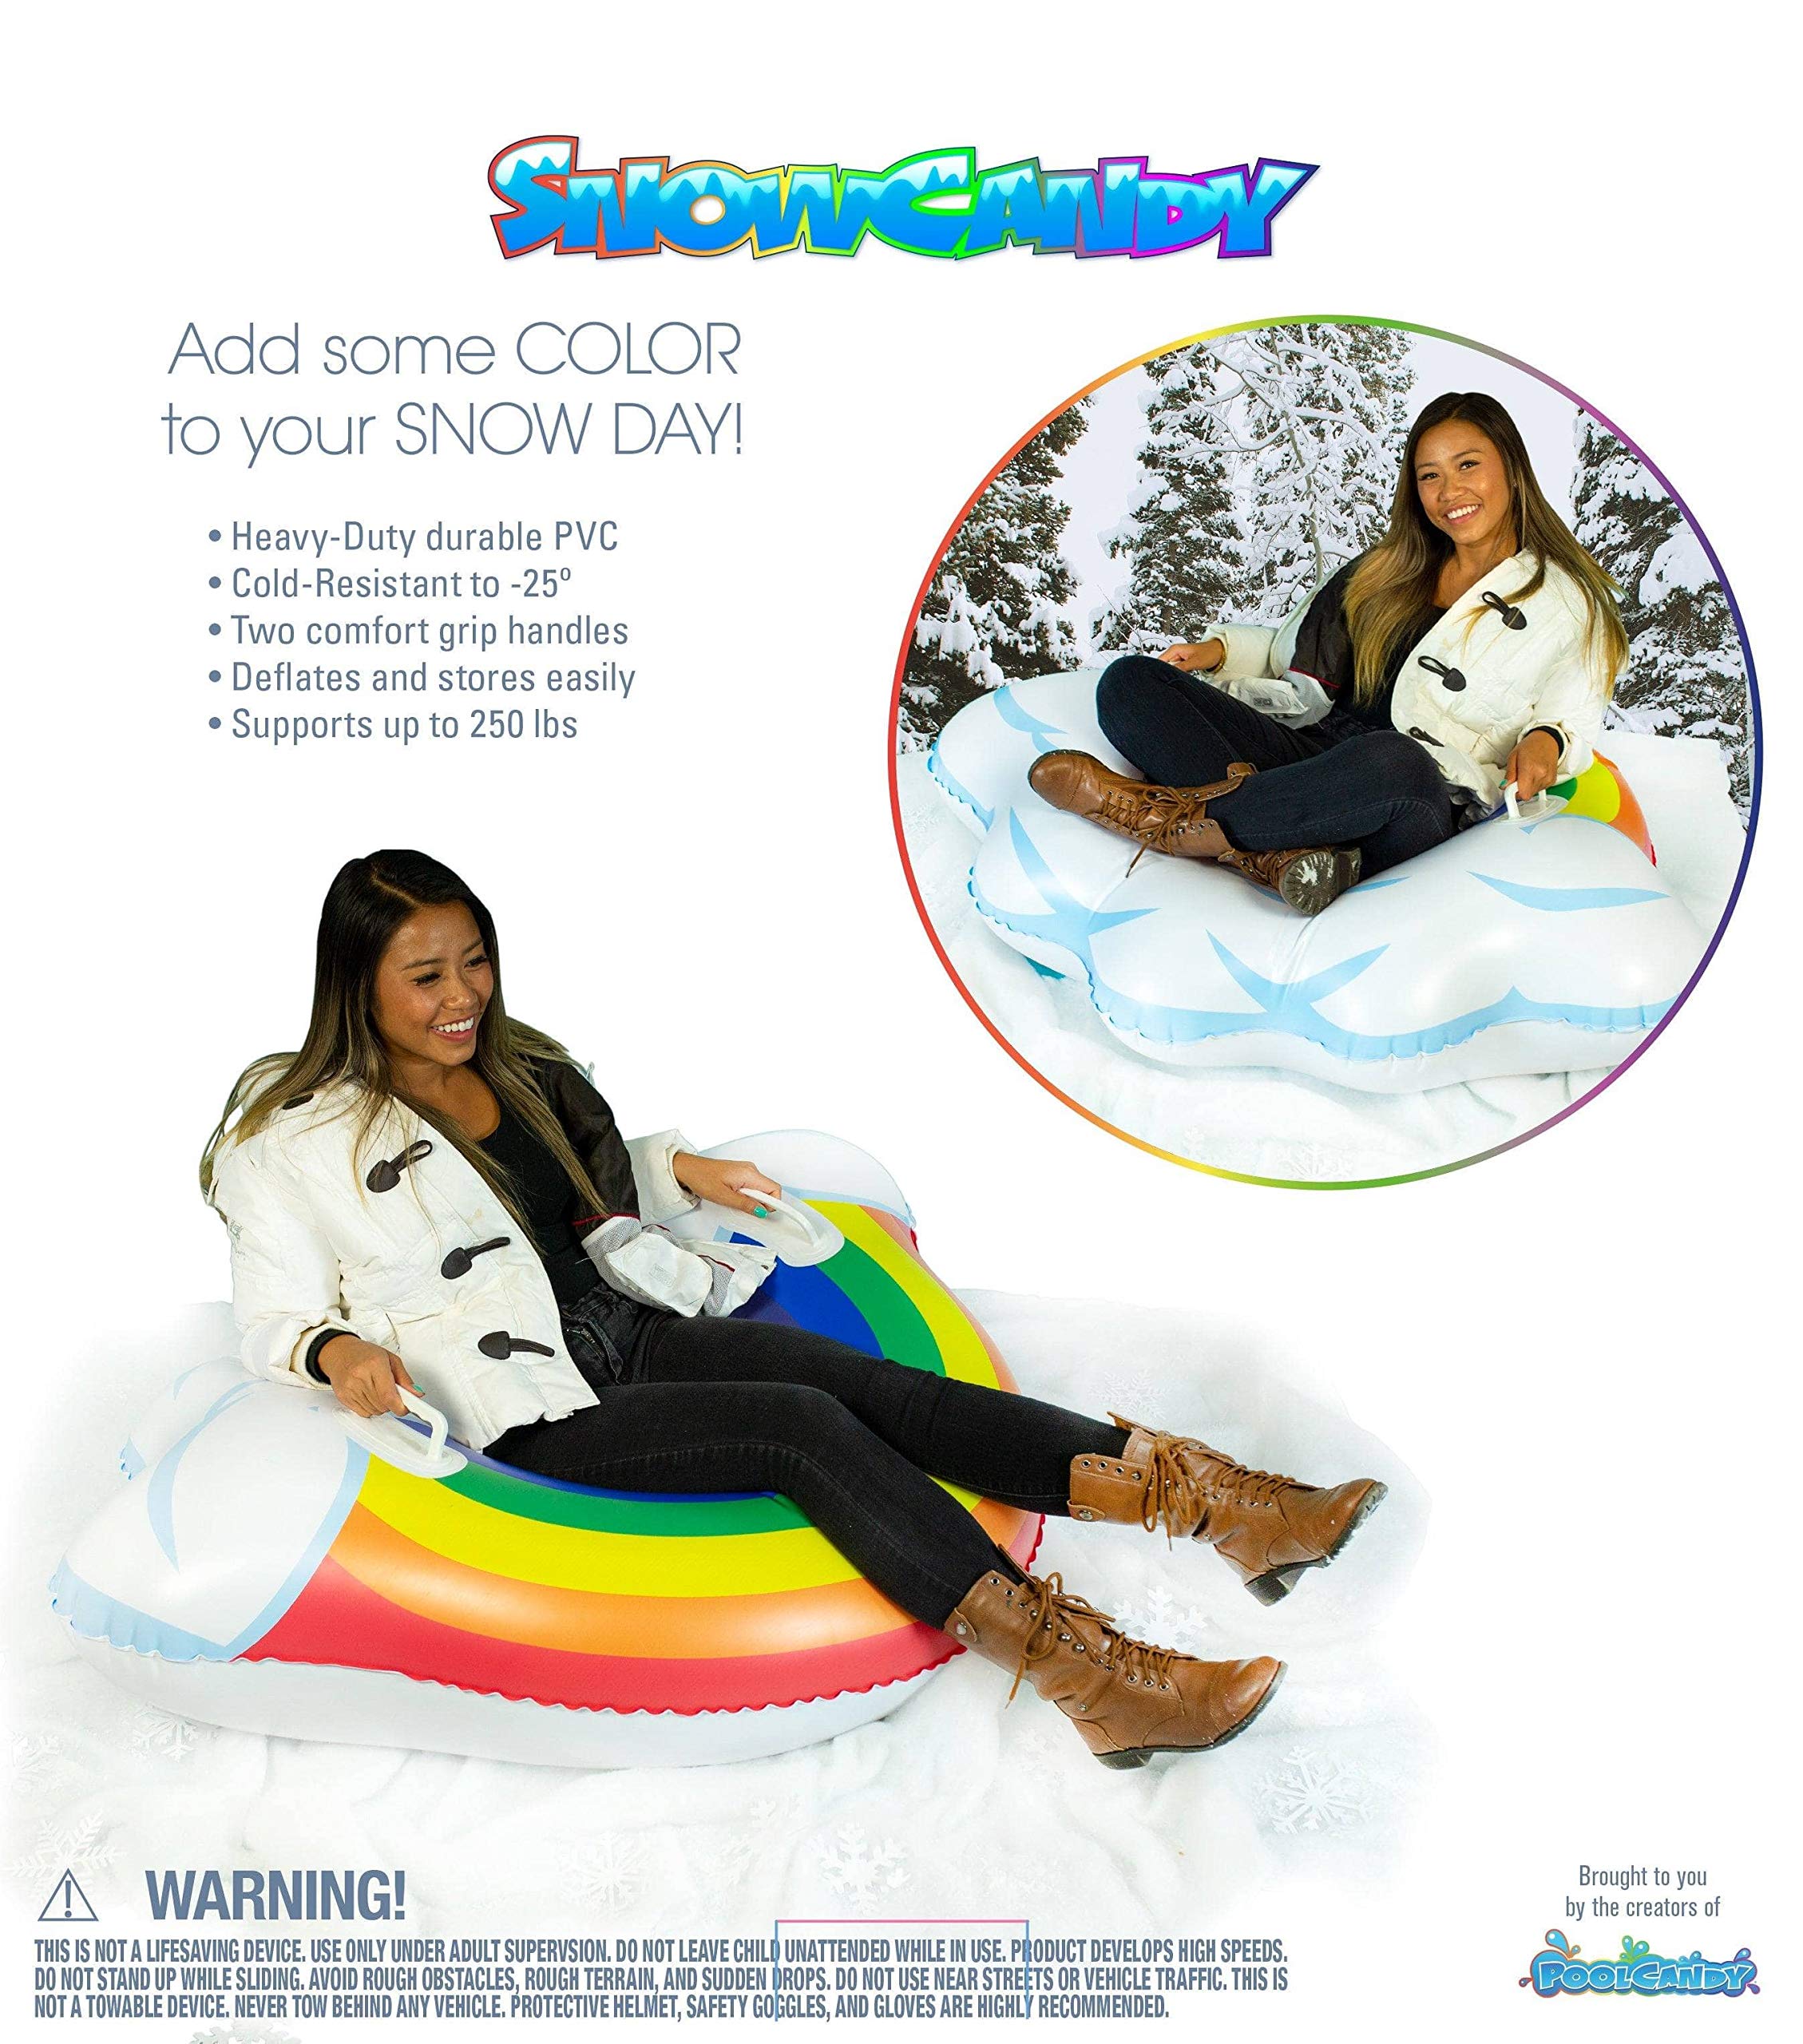 SNOWCANDY
Add some COLOR
to your SNOW DAY!
• Heavy-Duty durable PVC
• Cold-Resistant to -25º
• Two comfort grip handles
• Deflates and stores easily
• Supports up to 250 lbs
WARNING!
THIS IS NOT A LIFESAVING DEVICE. USE ONLY UNDER ADULT SUPERVSION. DO NOT LEAVE CHILD UNATTENDED WHILE IN USE. PRODUCT DEVELOPS HIGH SPEEDS.
DO NOT STAND UP WHILE SLIDING. AVOID ROUGH OBSTACLES, ROUGH TERRAIN, AND SUDDEN DROPS. DO NOT USE NEAR STREETS OR VEHICLE TRAFFIC. THIS IS
NOT A TOWABLE DEVICE. NEVER TOW BEHIND ANY VEHICLE. PROTECTIVE HELMET, SAFETY GOGGLES, AND GLOVES ARE HIGHLY RECOMMENDED.
Brought to you
by the creators of
POOLCANDY